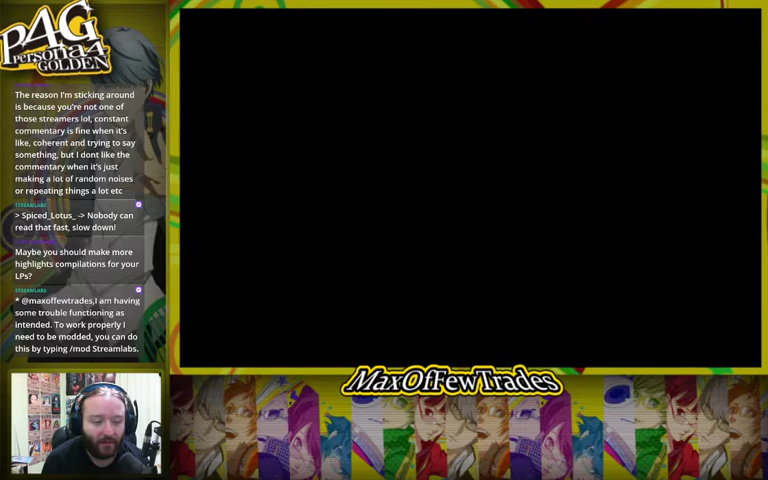 P4G
Persona4
GOLDEN
The reason I'm sticking around
is because you're not one of
those streamers lol, constant
commentary is fine when it's
like, coherent and trying to say
something, but I dont like the
commentary when it's just
making a lot of random noises
or repeating things a lot etc
STREAMLABS
> Spiced_Lotus_ -> Nobody can
read that fast, slow down!
Maybe you should make more
highlights compilations for your
LPs?
STREAMLABS
* @maxoffewtrades,I am having
some trouble functioning as
intended. To work properly I
need to be modded, you can do
this by typing /mod Streamlabs.
MaxOfFewTrades